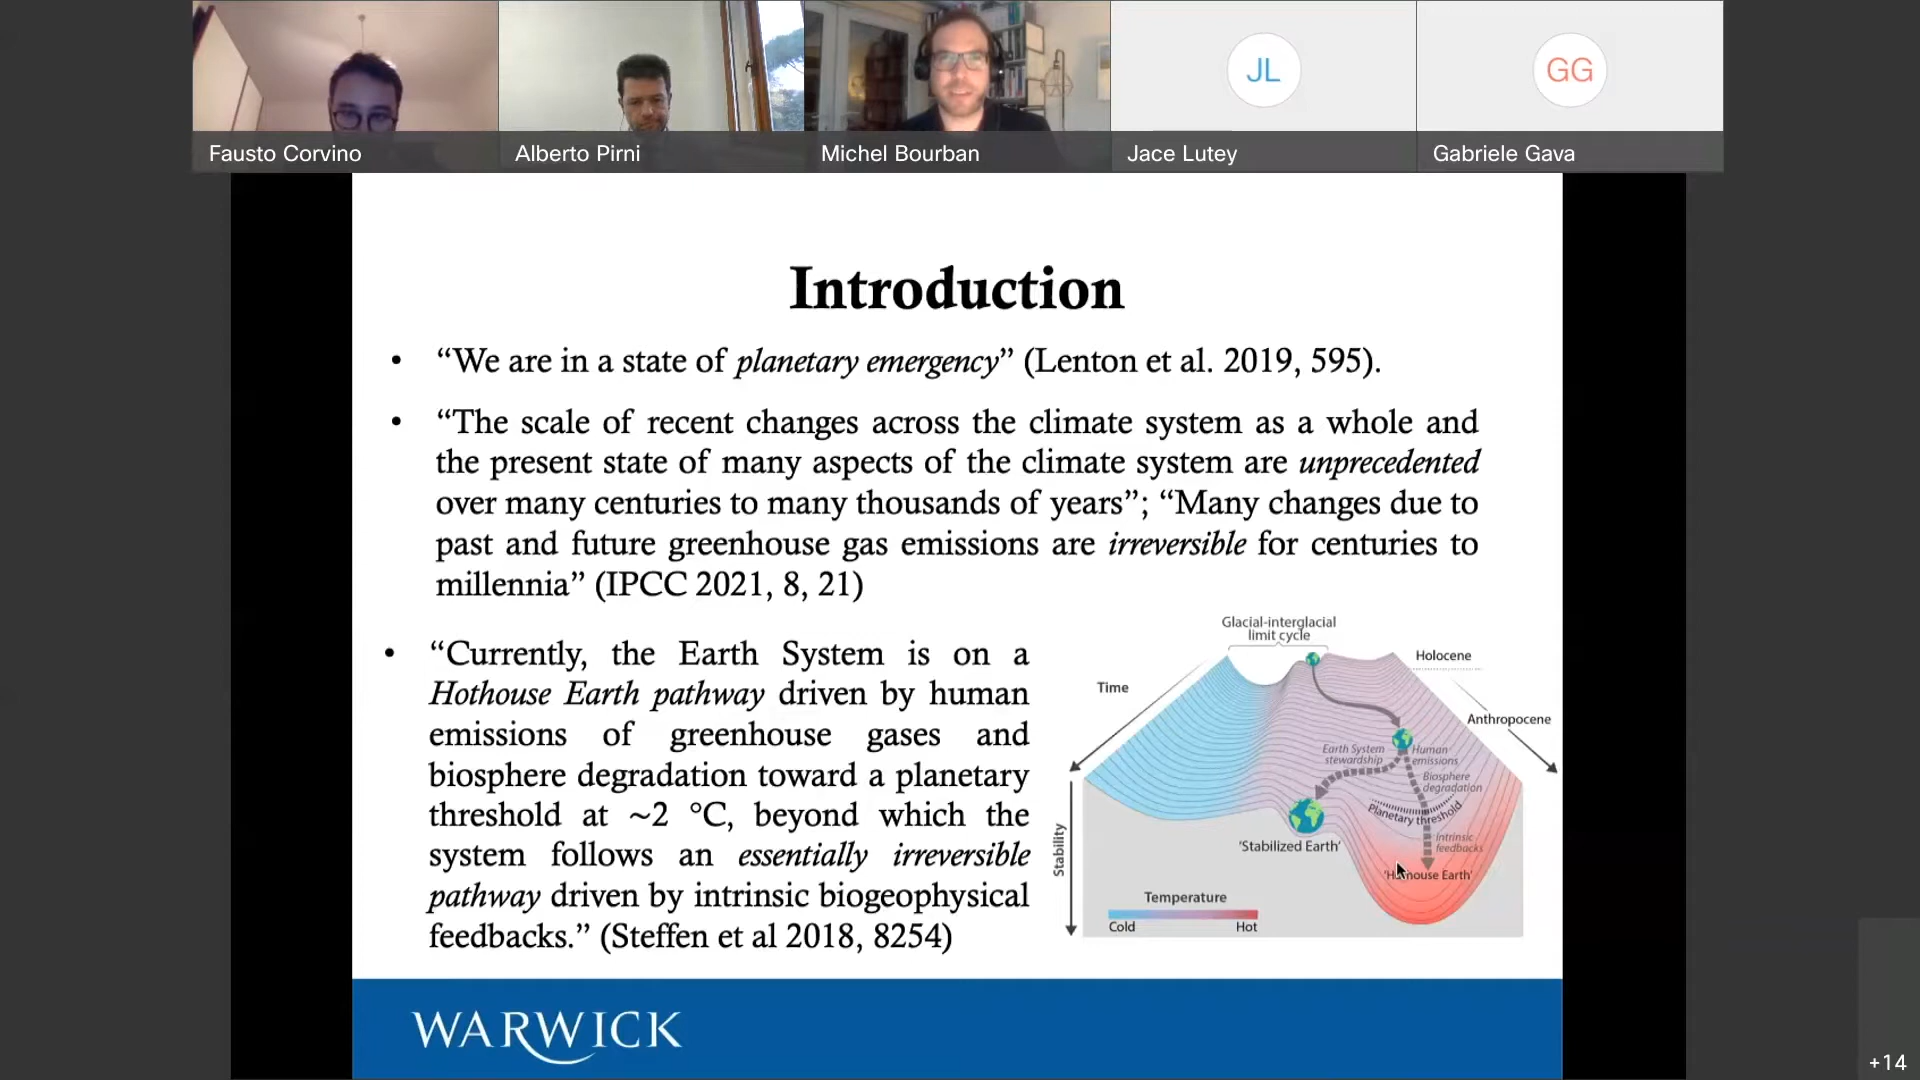 Fausto Corvino
Alberto Pirni
Michel Bourban
JL
Jace Lutey
GG
Gabriele Gava
Introduction
• “We are in a state of planetary emergency” (Lenton et al. 2019, 595).
• “The scale of recent changes across the climate system as a whole and
the present state of many aspects of the climate system are unprecedented
over many centuries to many thousands of years”; “Many changes due to
past and future greenhouse gas emissions are irreversible for centuries to
millennia” (IPCC 2021, 8, 21)
• “Currently, the Earth System is on a
Hothouse Earth pathway driven by human
emissions of greenhouse gases and
biosphere degradation toward a planetary
threshold at ~2 °C, beyond which the
system follows an essentially irreversible
pathway driven by intrinsic biogeophysical
feedbacks.” (Steffen et al 2018, 8254)
Glacial-interglacial
limit cycle
Holocene
Time
Anthropocene
Earth System
stewardship
Human
emissions
Biosphere
degradation
Planetary threshold
Intrinsic
feedbacks
Stability
'Stabilized Earth'
'Hothouse Earth'
Temperature
Cold
Hot
WARWICK
+14